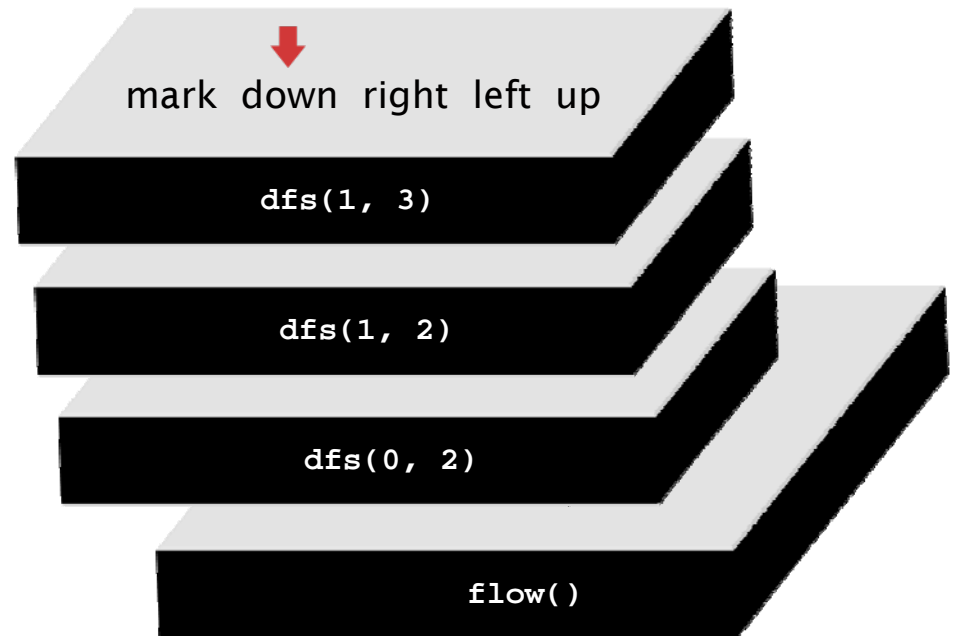 mark down right left up
dfs(1, 3)
dfs(1, 2)
dfs(0, 2)
flow()